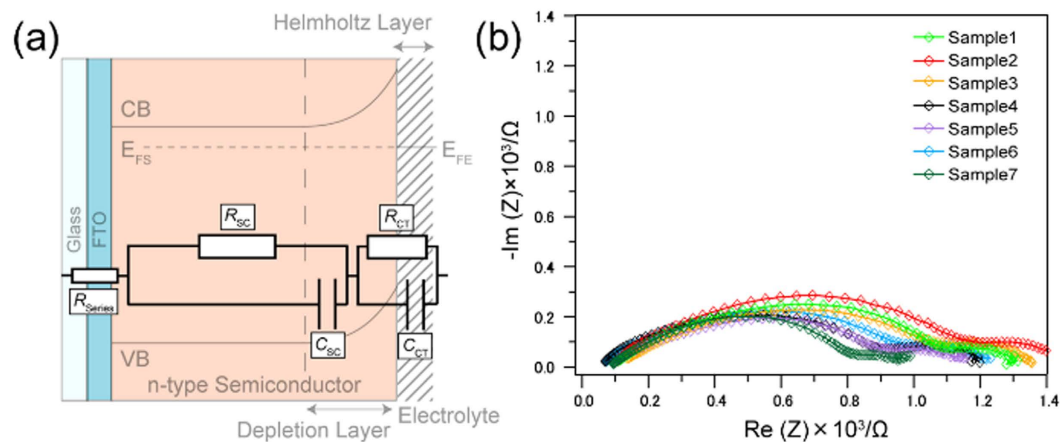 (a)
Helmholtz Layer
CB
E_FS
E_FE
Glass
FTO
R_SC
R_CT
R_Series
C_SC
C_CT
VB
n-type Semiconductor
Electrolyte
Depletion Layer
(b)
-Im (Z)×10³/Ω
1.4
1.2
1.0
0.8
0.6
0.4
0.2
0.0
0.0 0.2 0.4 0.6 0.8 1.0 1.2 1.4
Re (Z)×10³/Ω
Sample1
Sample2
Sample3
Sample4
Sample5
Sample6
Sample7